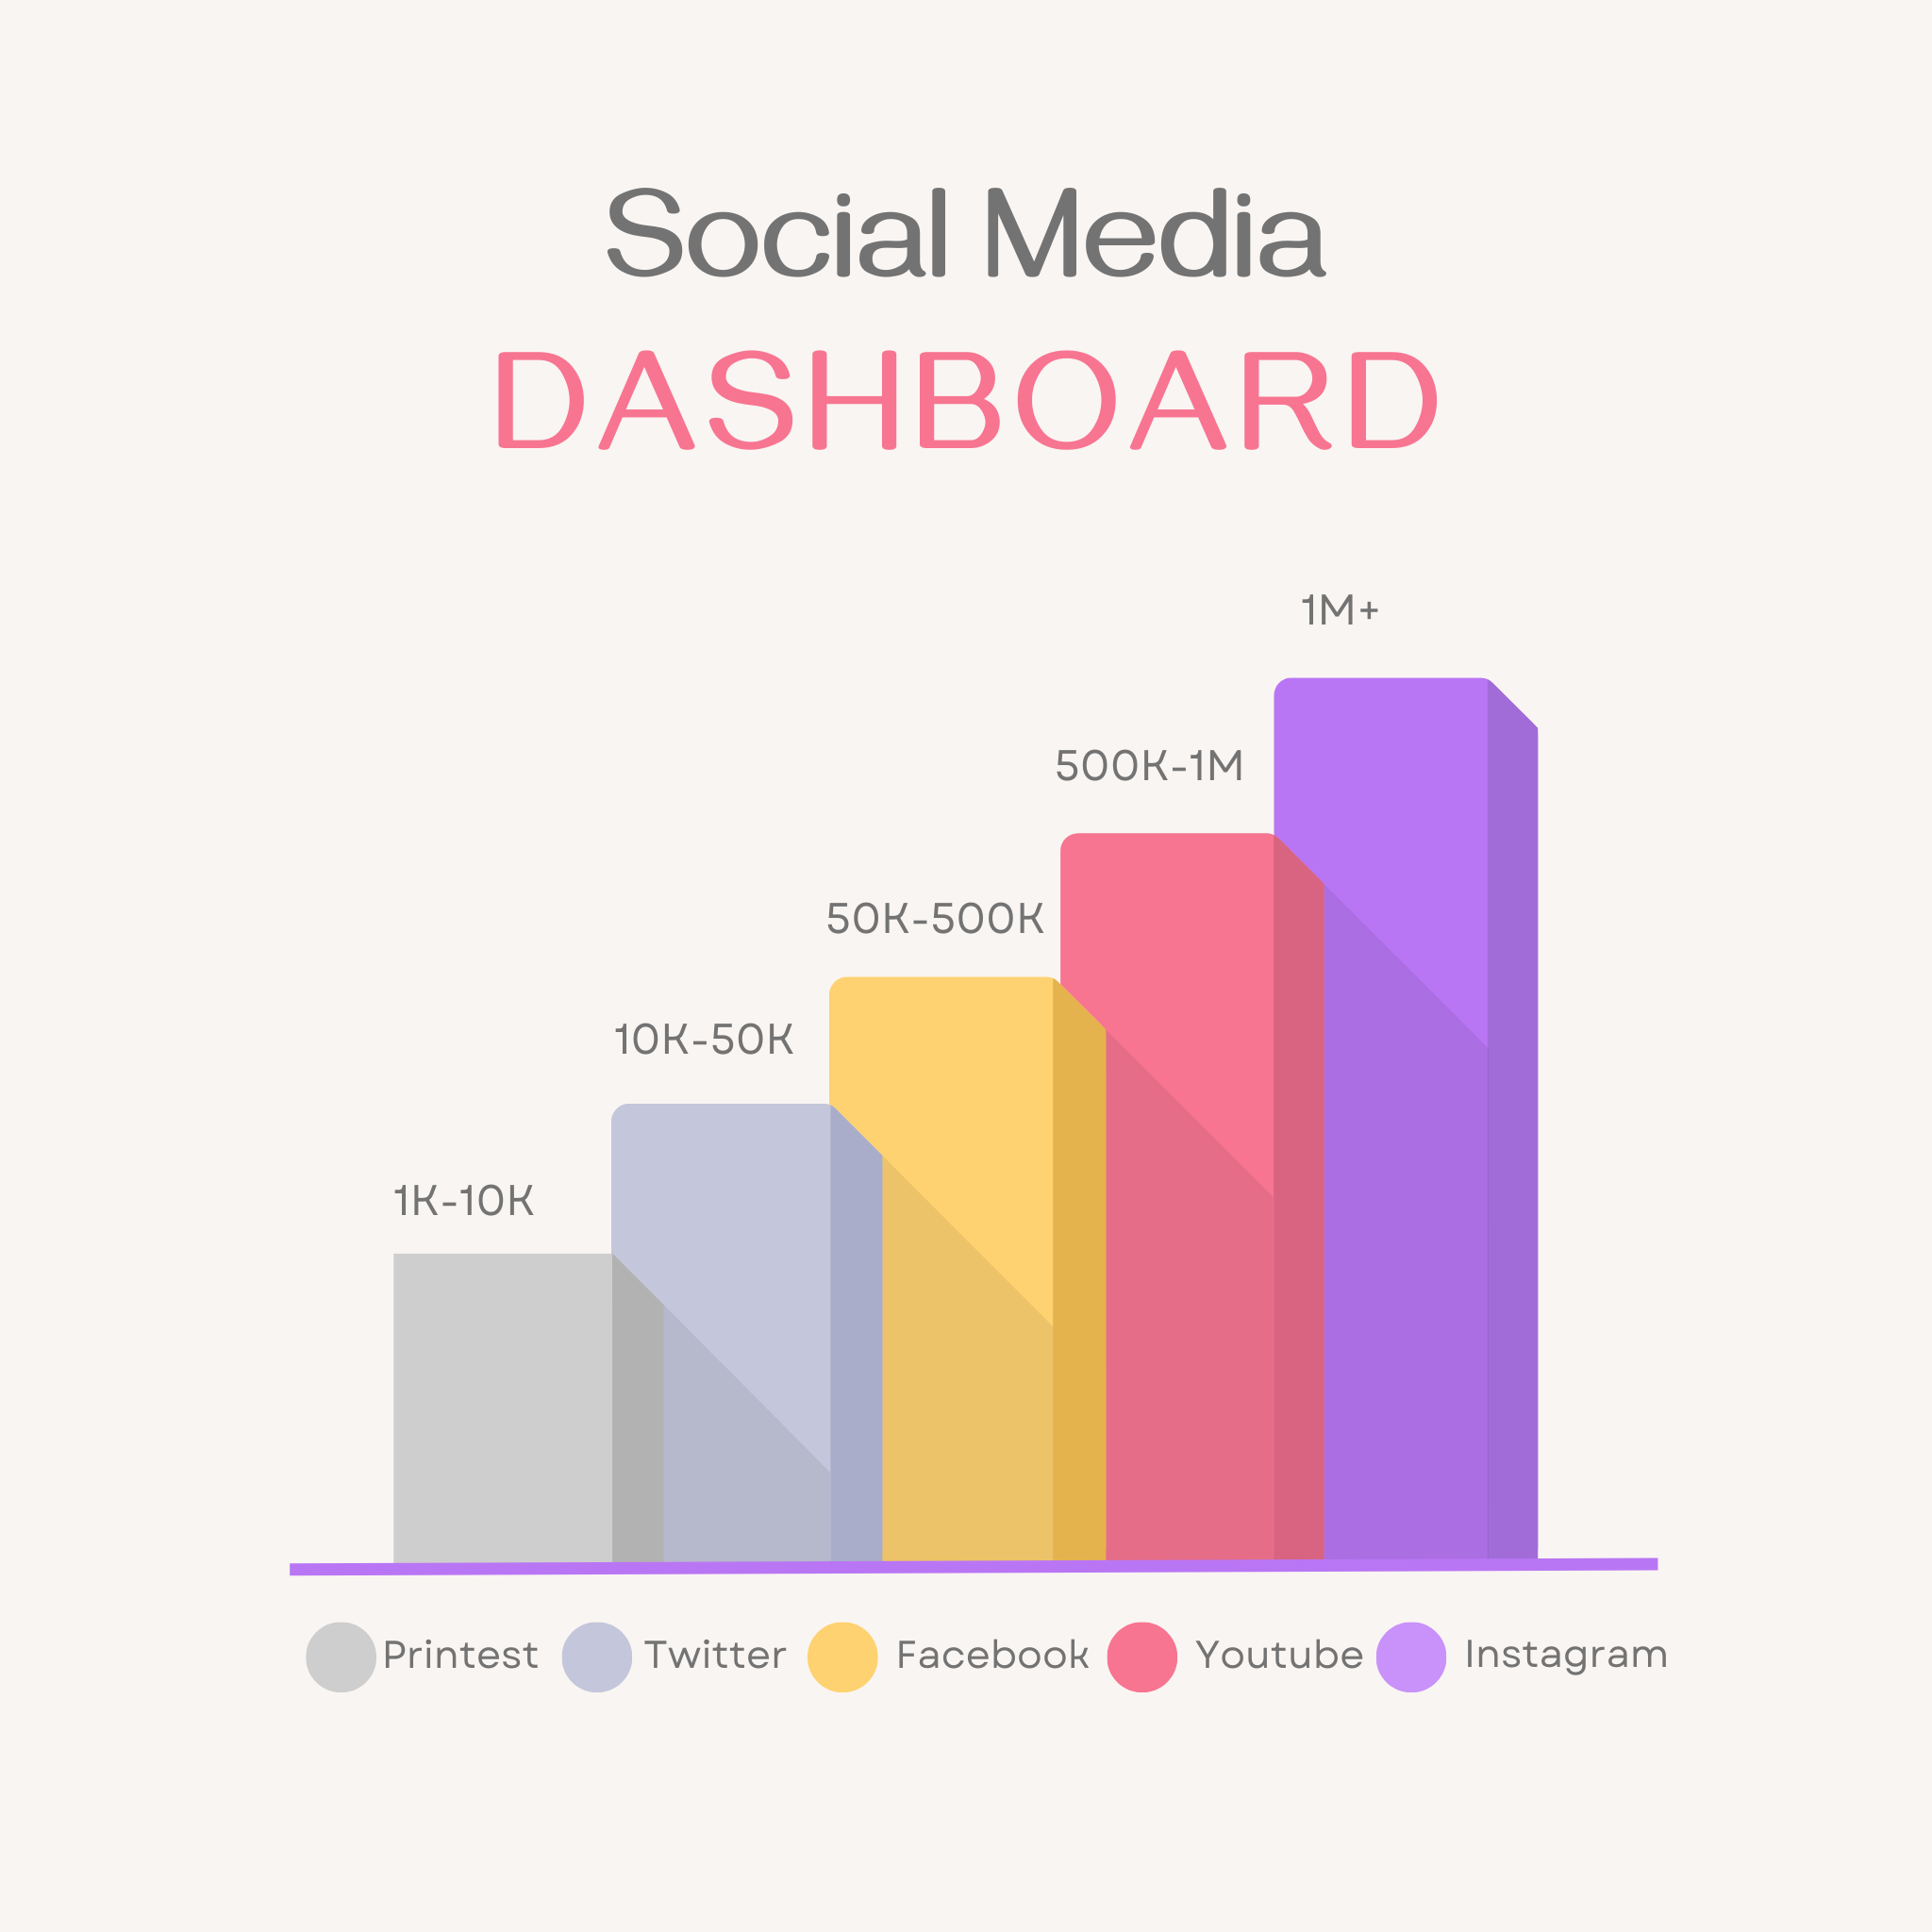 Social Media
DASHBOARD
1M+
500K-1M
50K-500K
10K-50K
1K-10K
Printest Twitter Facebook Youtube Instagram